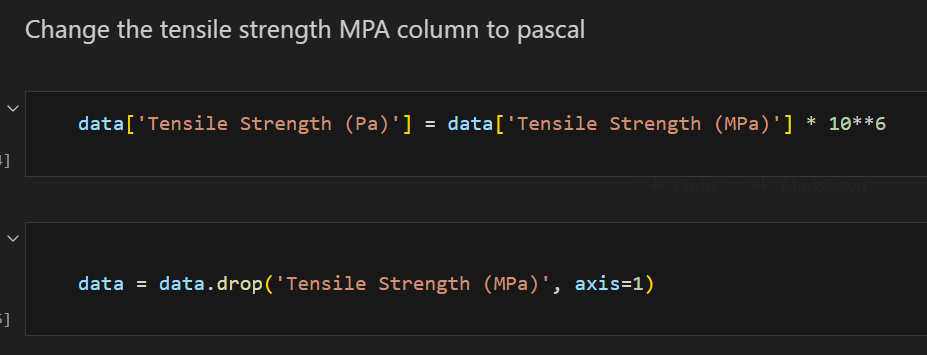 Change the tensile strength MPA column to pascal
data['Tensile Strength (Pa)'] = data['Tensile Strength (MPa)'] * 10**6
4]
+ Code + Markdown
data = data.drop('Tensile Strength (MPa)', axis=1)
5]